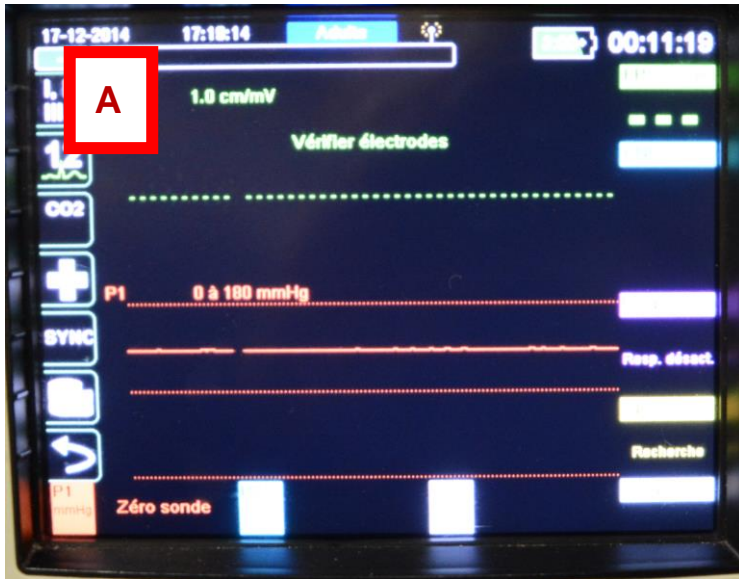 17-12-2014 17:18:14 Adulte 00:11:19
A
1.0 cm/mV
Vérifier électrodes
12
CO2
P1 0 à 180 mmHg
SYNC
Resp. désact.
Recherche
P1
mmHg
Zéro sonde